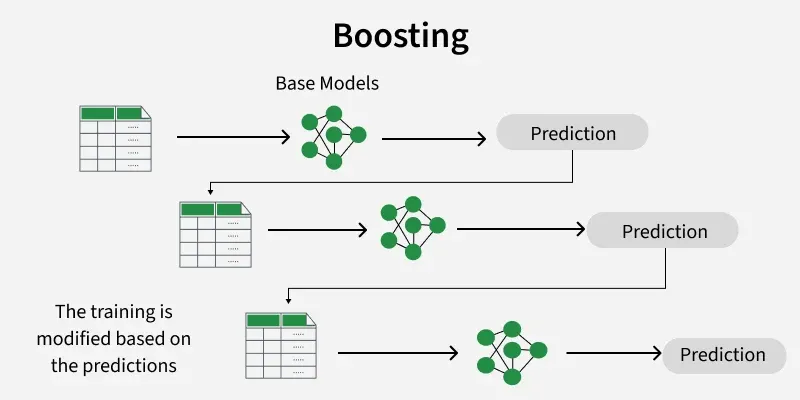 Boosting
Base Models
Prediction
Prediction
The training is
modified based on
the predictions
Prediction